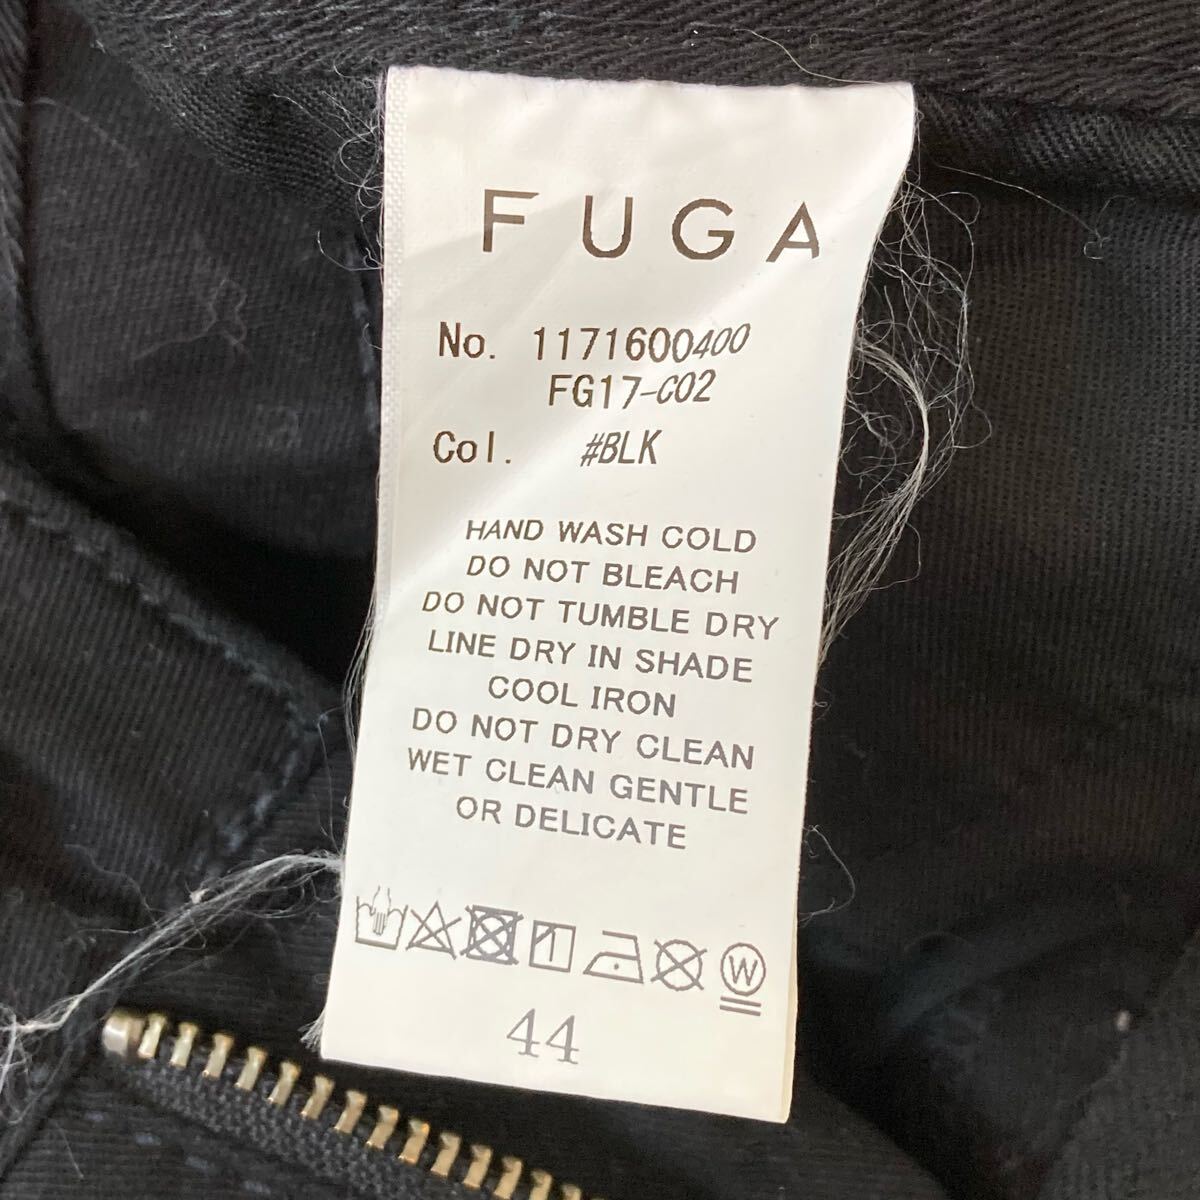 FUGA
No. 1171600400
FG17-C02
Col. #BLK
HAND WASH COLD
DO NOT BLEACH
DO NOT TUMBLE DRY
LINE DRY IN SHADE
COOL IRON
DO NOT DRY CLEAN
WET CLEAN GENTLE
OR DELICATE
W
44